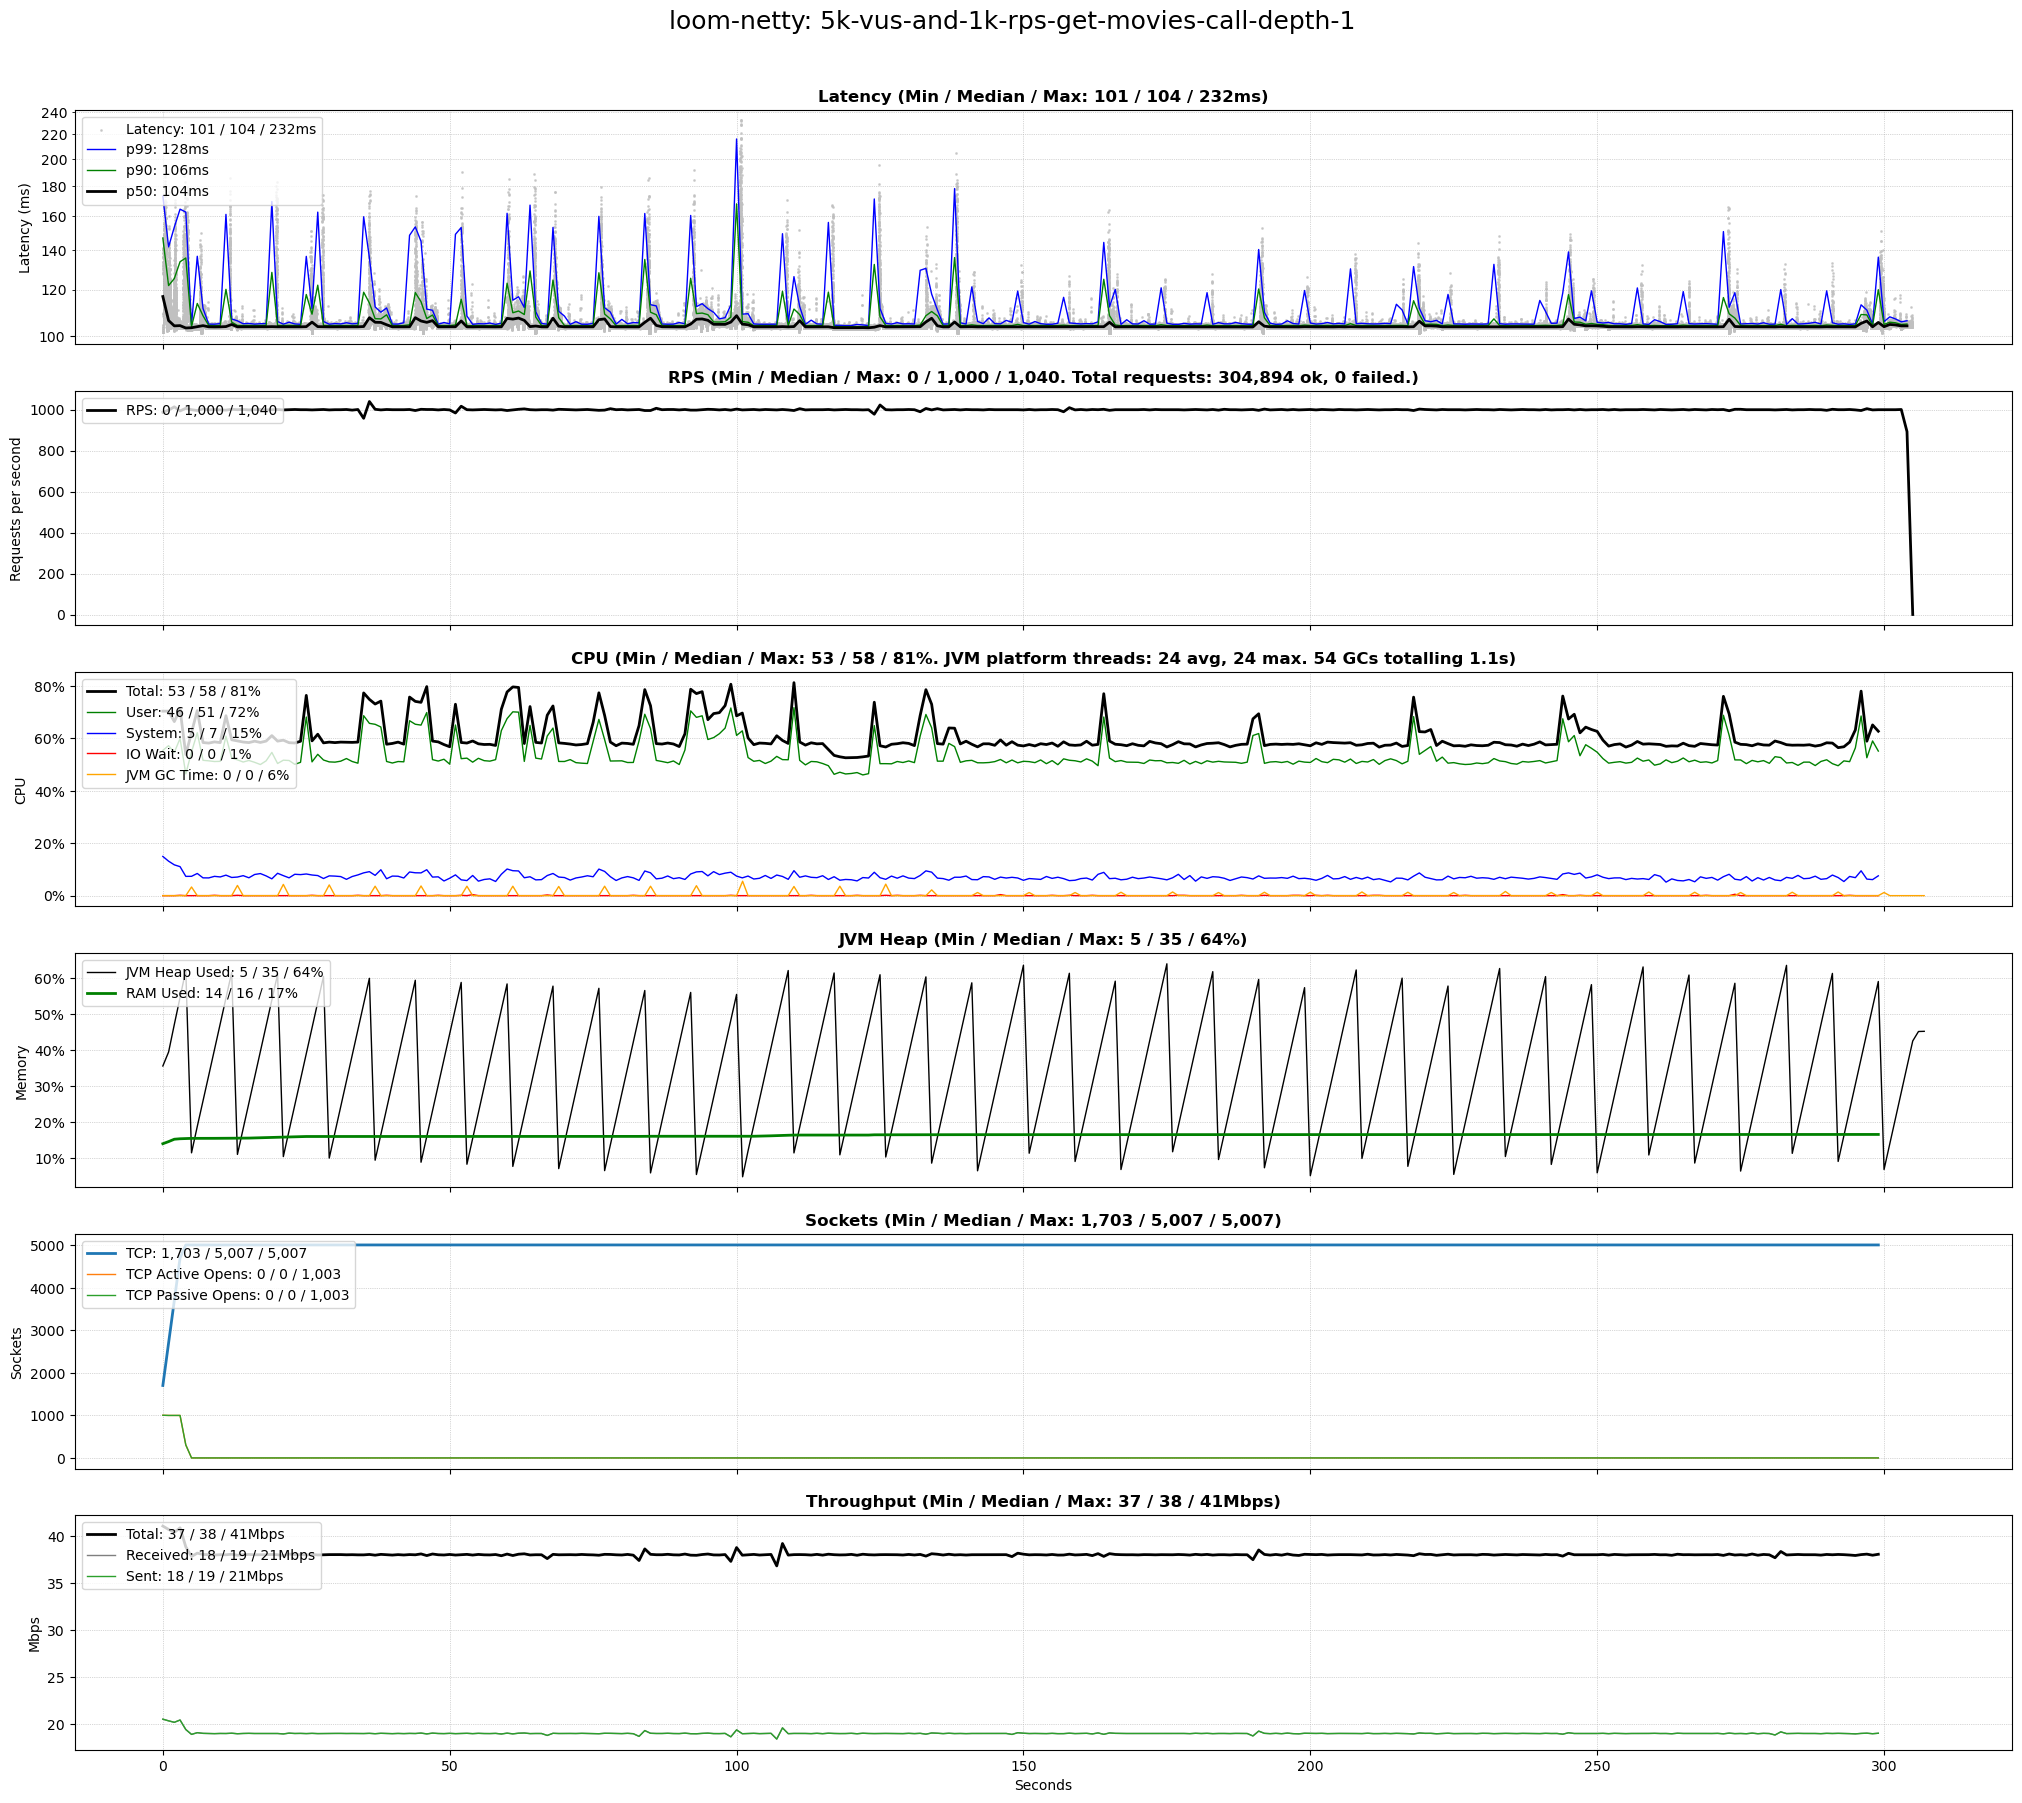 loom-netty: 5k-vus-and-1k-rps-get-movies-call-depth-1
Latency (Min / Median / Max: 101 / 104 / 232ms)
Latency (ms)
240
220
200
180
160
140
120
100
Latency: 101 / 104 / 232ms
p99: 128ms
p90: 106ms
p50: 104ms
RPS (Min / Median / Max: 0 / 1,000 / 1,040. Total requests: 304,894 ok, 0 failed.)
Requests per second
1000
800
600
400
200
0
RPS: 0 / 1,000 / 1,040
CPU (Min / Median / Max: 53 / 58 / 81%. JVM platform threads: 24 avg, 24 max. 54 GCs totalling 1.1s)
CPU
80%
60%
40%
20%
0%
Total: 53 / 58 / 81%
User: 46 / 51 / 72%
System: 5 / 7 / 15%
IO Wait: 0 / 0 / 1%
JVM GC Time: 0 / 0 / 6%
JVM Heap (Min / Median / Max: 5 / 35 / 64%)
Memory
60%
50%
40%
30%
20%
10%
JVM Heap Used: 5 / 35 / 64%
RAM Used: 14 / 16 / 17%
Sockets (Min / Median / Max: 1,703 / 5,007 / 5,007)
Sockets
5000
4000
3000
2000
1000
0
TCP: 1,703 / 5,007 / 5,007
TCP Active Opens: 0 / 0 / 1,003
TCP Passive Opens: 0 / 0 / 1,003
Throughput (Min / Median / Max: 37 / 38 / 41Mbps)
Mbps
40
35
30
25
20
Total: 37 / 38 / 41Mbps
Received: 18 / 19 / 21Mbps
Sent: 18 / 19 / 21Mbps
0
50
100
150
200
250
300
Seconds